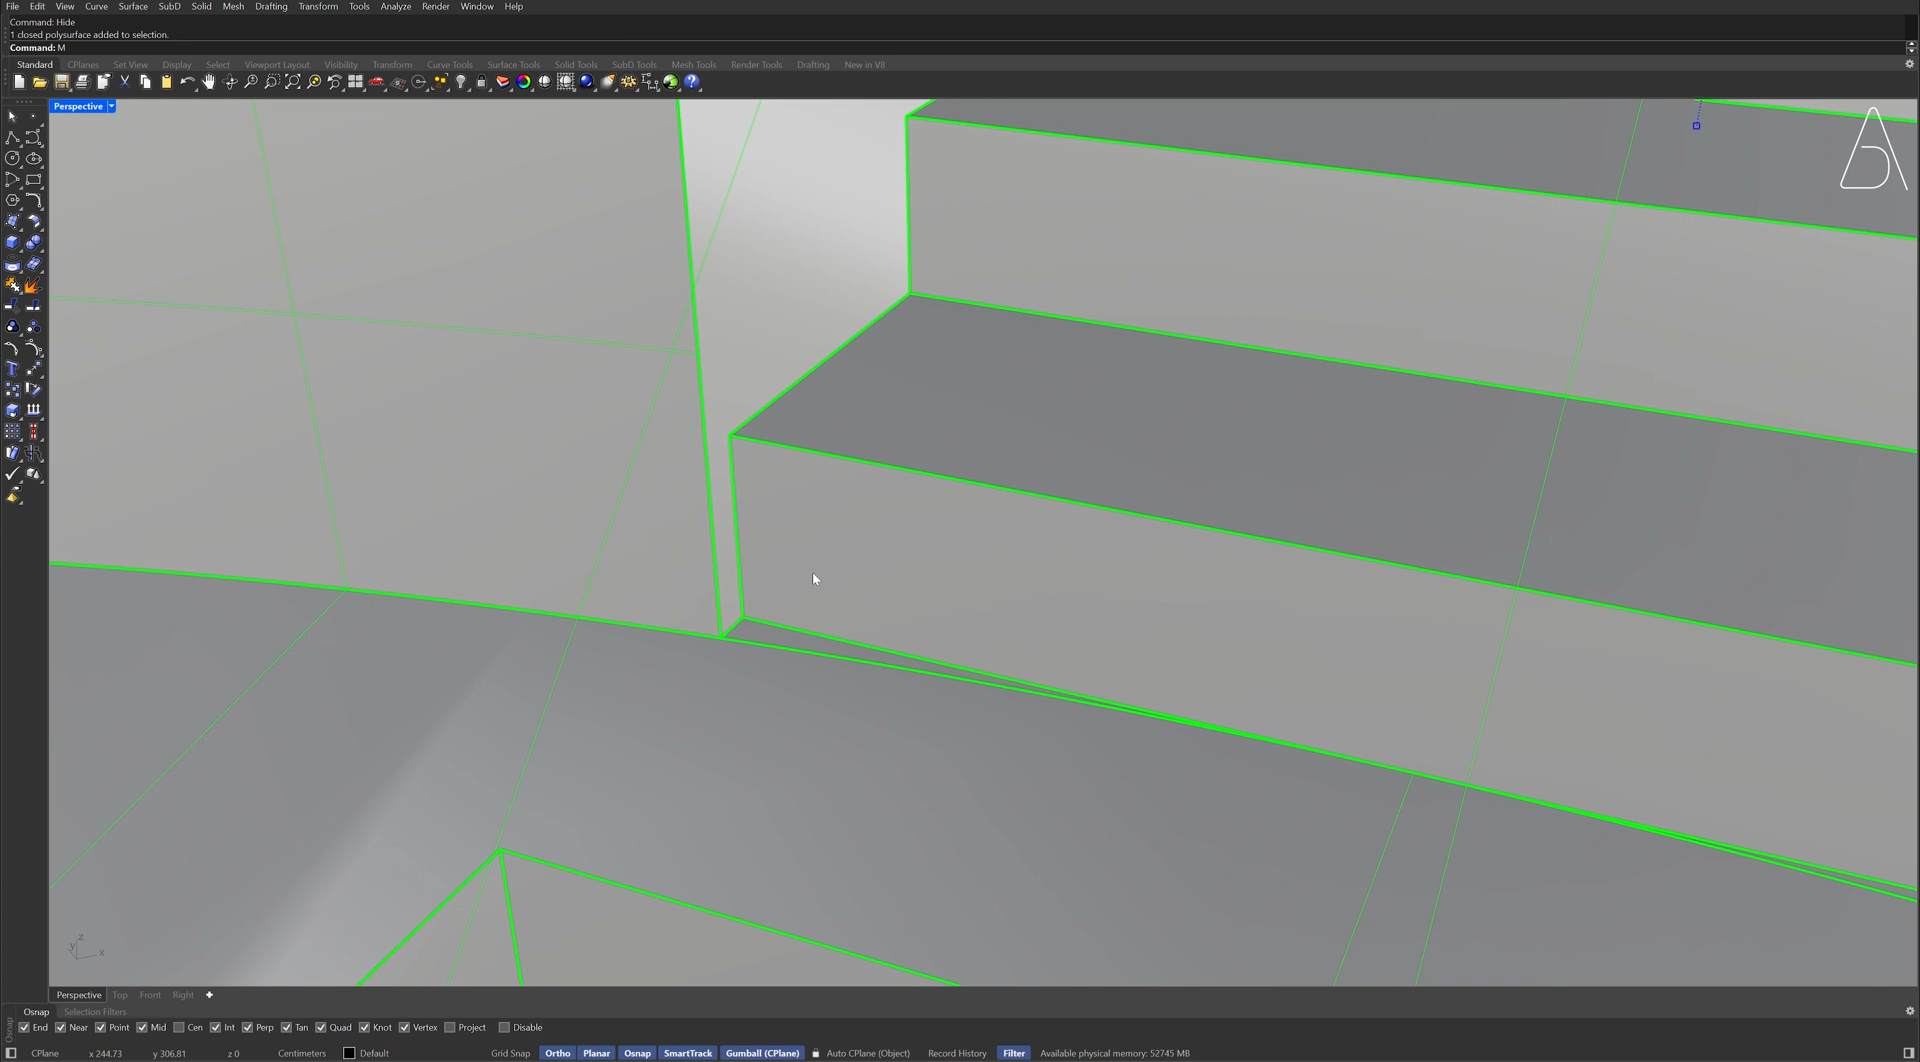 File Edit View Curve Surface SubD Solid Mesh Drafting Transform Tools Analyze Render Window Help
Command: Hide
1 closed polysurface added to selection.
Command: M
Standard CPlanes Set View Display Select Viewport Layout Visibility Transform Curve Tools Surface Tools Solid Tools SubD Tools Mesh Tools Render Tools Drafting New in V8
Perspective
z
y
x
Perspective Top Front Right
Osnap Selection Filters
Osnap
End Near Point Mid Cen Int Perp Tan Quad Knot Vertex Project Disable
CPlane x 244.73 y 306.81 z 0 Centimeters Default Grid Snap Ortho Planar Osnap SmartTrack Gumball (CPlane) Auto CPlane (Object) Record History Filter Available physical memory: 52745 MB